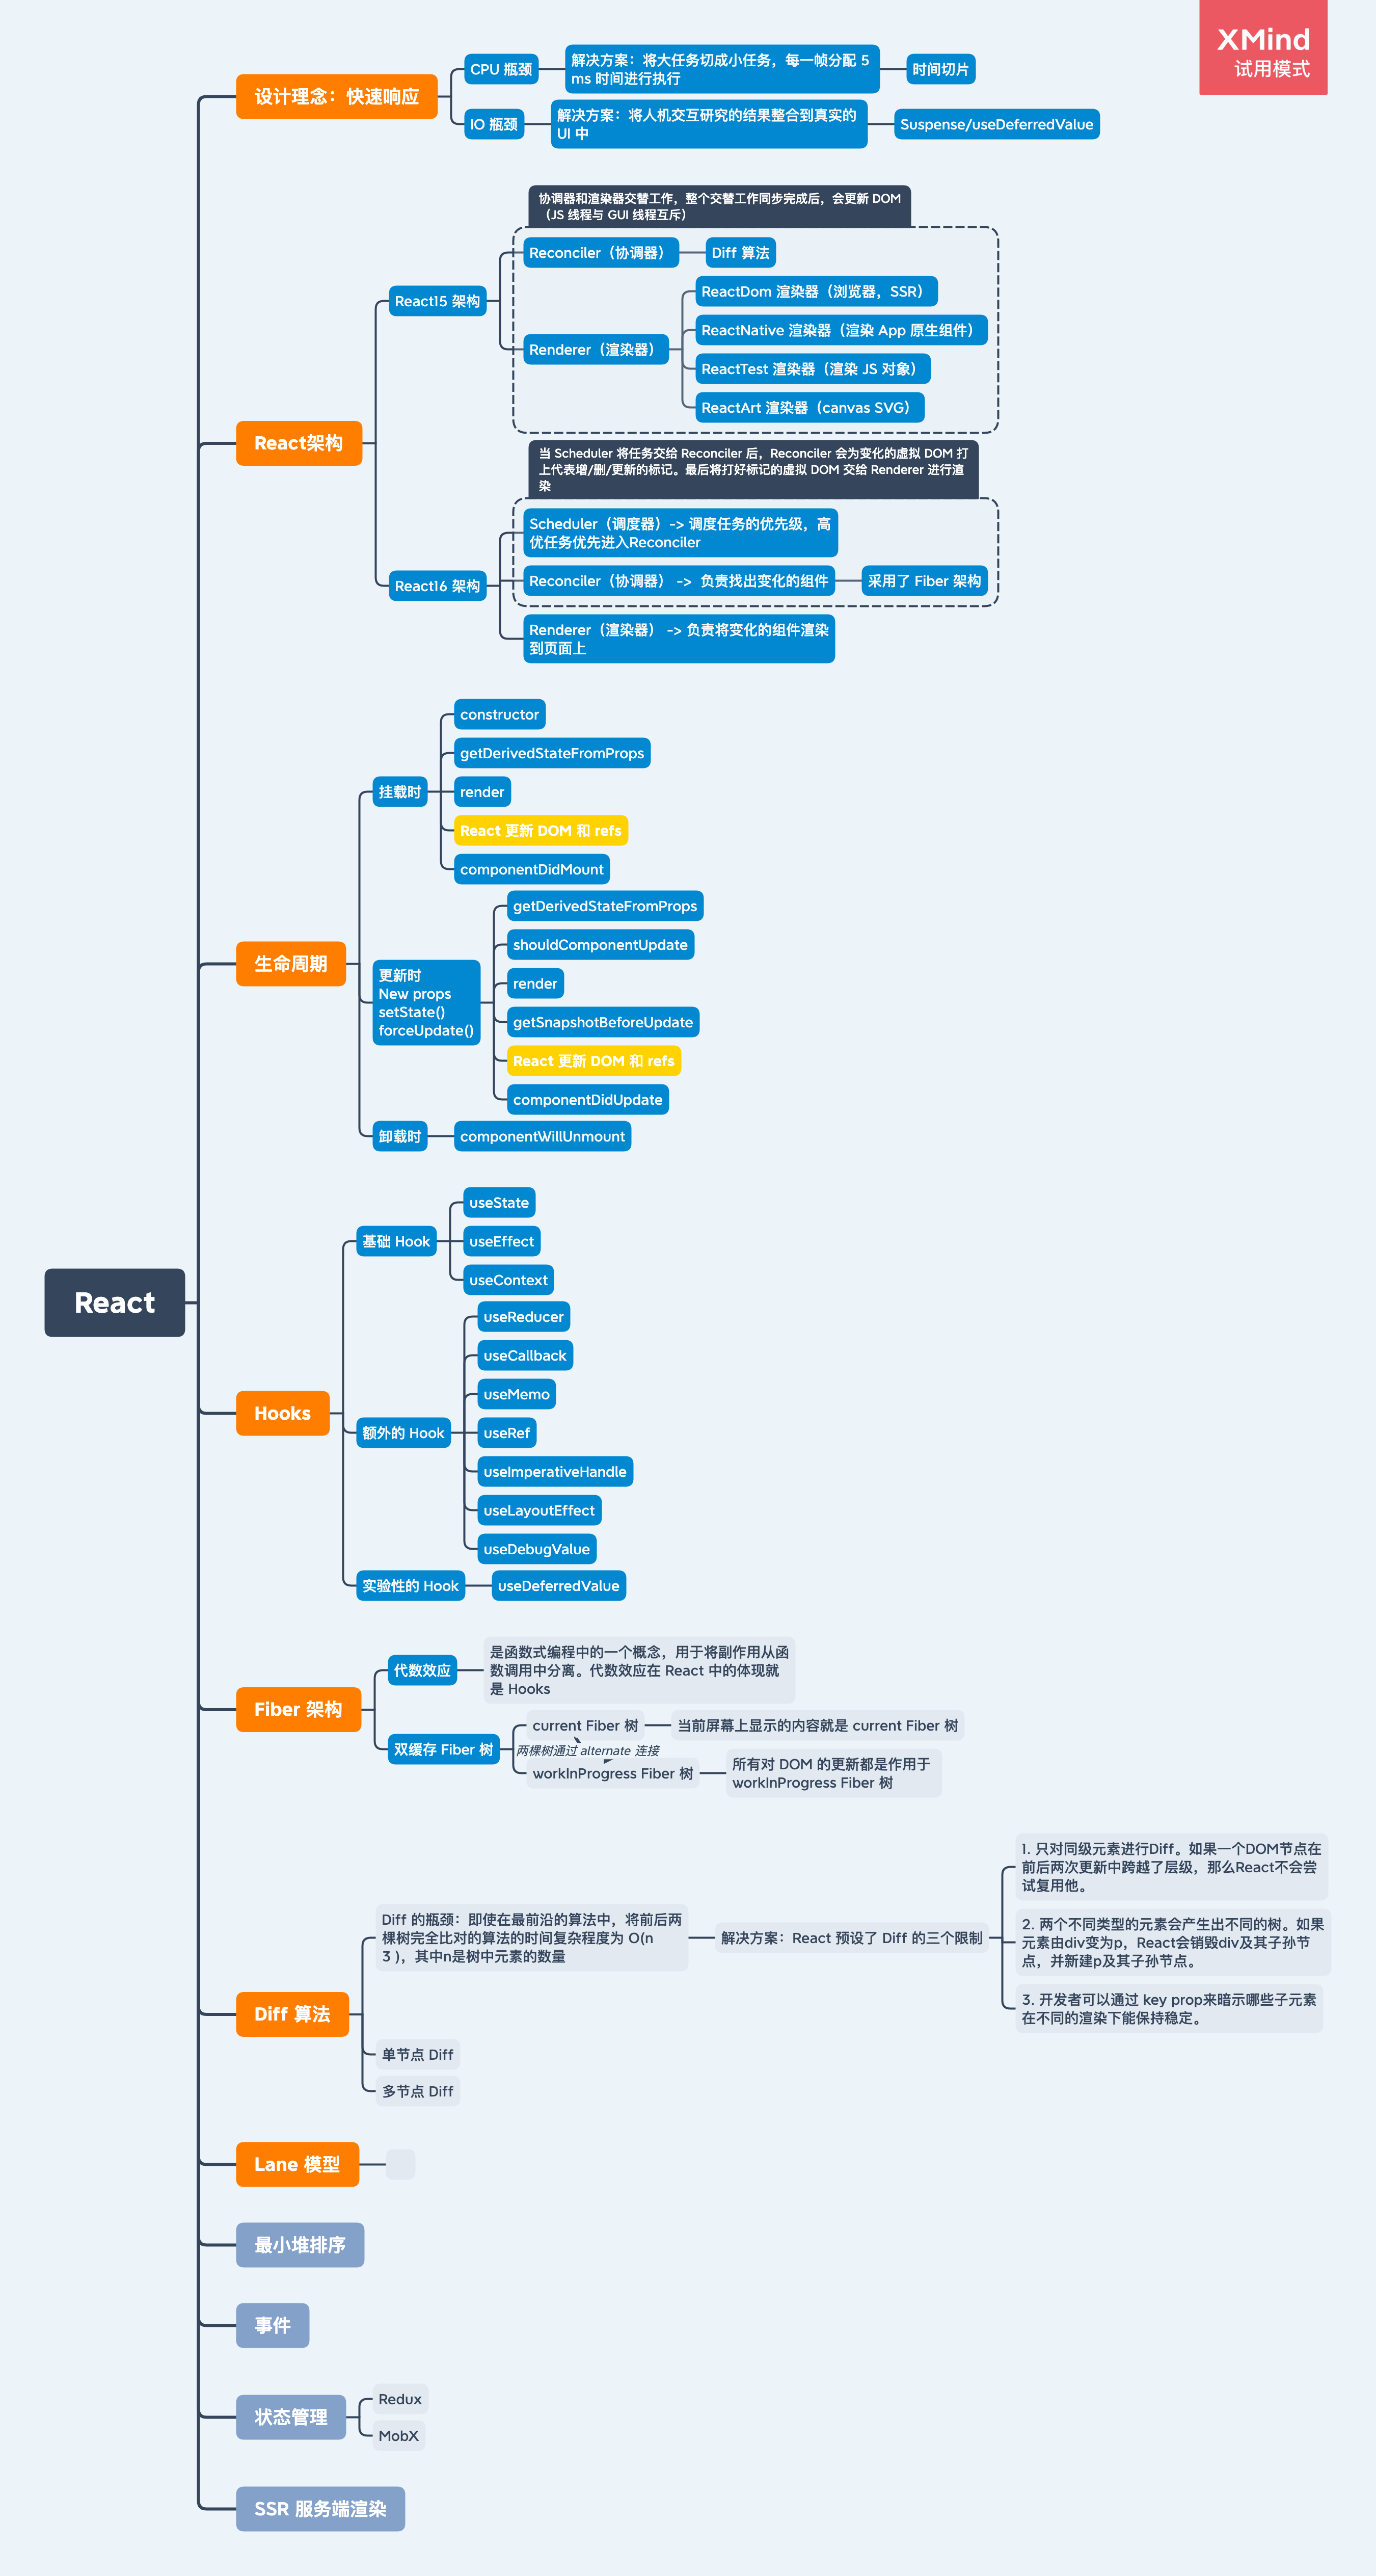 XMind
试用模式
React
设计理念：快速响应
CPU 瓶颈
解决方案：将大任务切成小任务，每一帧分配 5
ms 时间进行执行
时间切片
IO 瓶颈
解决方案：将人机交互研究的结果整合到真实的
UI 中
Suspense/useDeferredValue
React架构
React15 架构
协调器和渲染器交替工作，整个交替工作同步完成后，会更新 DOM
（JS 线程与 GUI 线程互斥）
Reconciler（协调器）
Diff 算法
Renderer（渲染器）
ReactDom 渲染器（浏览器，SSR）
ReactNative 渲染器（渲染 App 原生组件）
ReactTest 渲染器（渲染 JS 对象）
ReactArt 渲染器（canvas SVG）
React16 架构
当 Scheduler 将任务交给 Reconciler 后，Reconciler 会为变化的虚拟 DOM 打
上代表增/删/更新的标记。最后将打好标记的虚拟 DOM 交给 Renderer 进行渲
染
Scheduler（调度器）-> 调度任务的优先级，高
优任务优先进入Reconciler
Reconciler（协调器） -> 负责找出变化的组件
采用了 Fiber 架构
Renderer（渲染器） -> 负责将变化的组件渲染
到页面上
生命周期
挂载时
constructor
getDerivedStateFromProps
render
React 更新 DOM 和 refs
componentDidMount
更新时
New props
setState()
forceUpdate()
getDerivedStateFromProps
shouldComponentUpdate
render
getSnapshotBeforeUpdate
React 更新 DOM 和 refs
componentDidUpdate
卸载时
componentWillUnmount
Hooks
基础 Hook
useState
useEffect
useContext
额外的 Hook
useReducer
useCallback
useMemo
useRef
useImperativeHandle
useLayoutEffect
useDebugValue
实验性的 Hook
useDeferredValue
Fiber 架构
代数效应
是函数式编程中的一个概念，用于将副作用从函
数调用中分离。代数效应在 React 中的体现就
是 Hooks
双缓存 Fiber 树
current Fiber 树
当前屏幕上显示的内容就是 current Fiber 树
两棵树通过 alternate 连接
workInProgress Fiber 树
所有对 DOM 的更新都是作用于
workInProgress Fiber 树
Diff 算法
Diff 的瓶颈：即使在最前沿的算法中，将前后两
棵树完全比对的算法的时间复杂程度为 O(n
3 )，其中n是树中元素的数量
解决方案：React 预设了 Diff 的三个限制
1. 只对同级元素进行Diff。如果一个DOM节点在
前后两次更新中跨越了层级，那么React不会尝
试复用他。
2. 两个不同类型的元素会产生出不同的树。如果
元素由div变为p，React会销毁div及其子孙节
点，并新建p及其子孙节点。
3. 开发者可以通过 key prop来暗示哪些子元素
在不同的渲染下能保持稳定。
单节点 Diff
多节点 Diff
Lane 模型
最小堆排序
事件
状态管理
Redux
MobX
SSR 服务端渲染